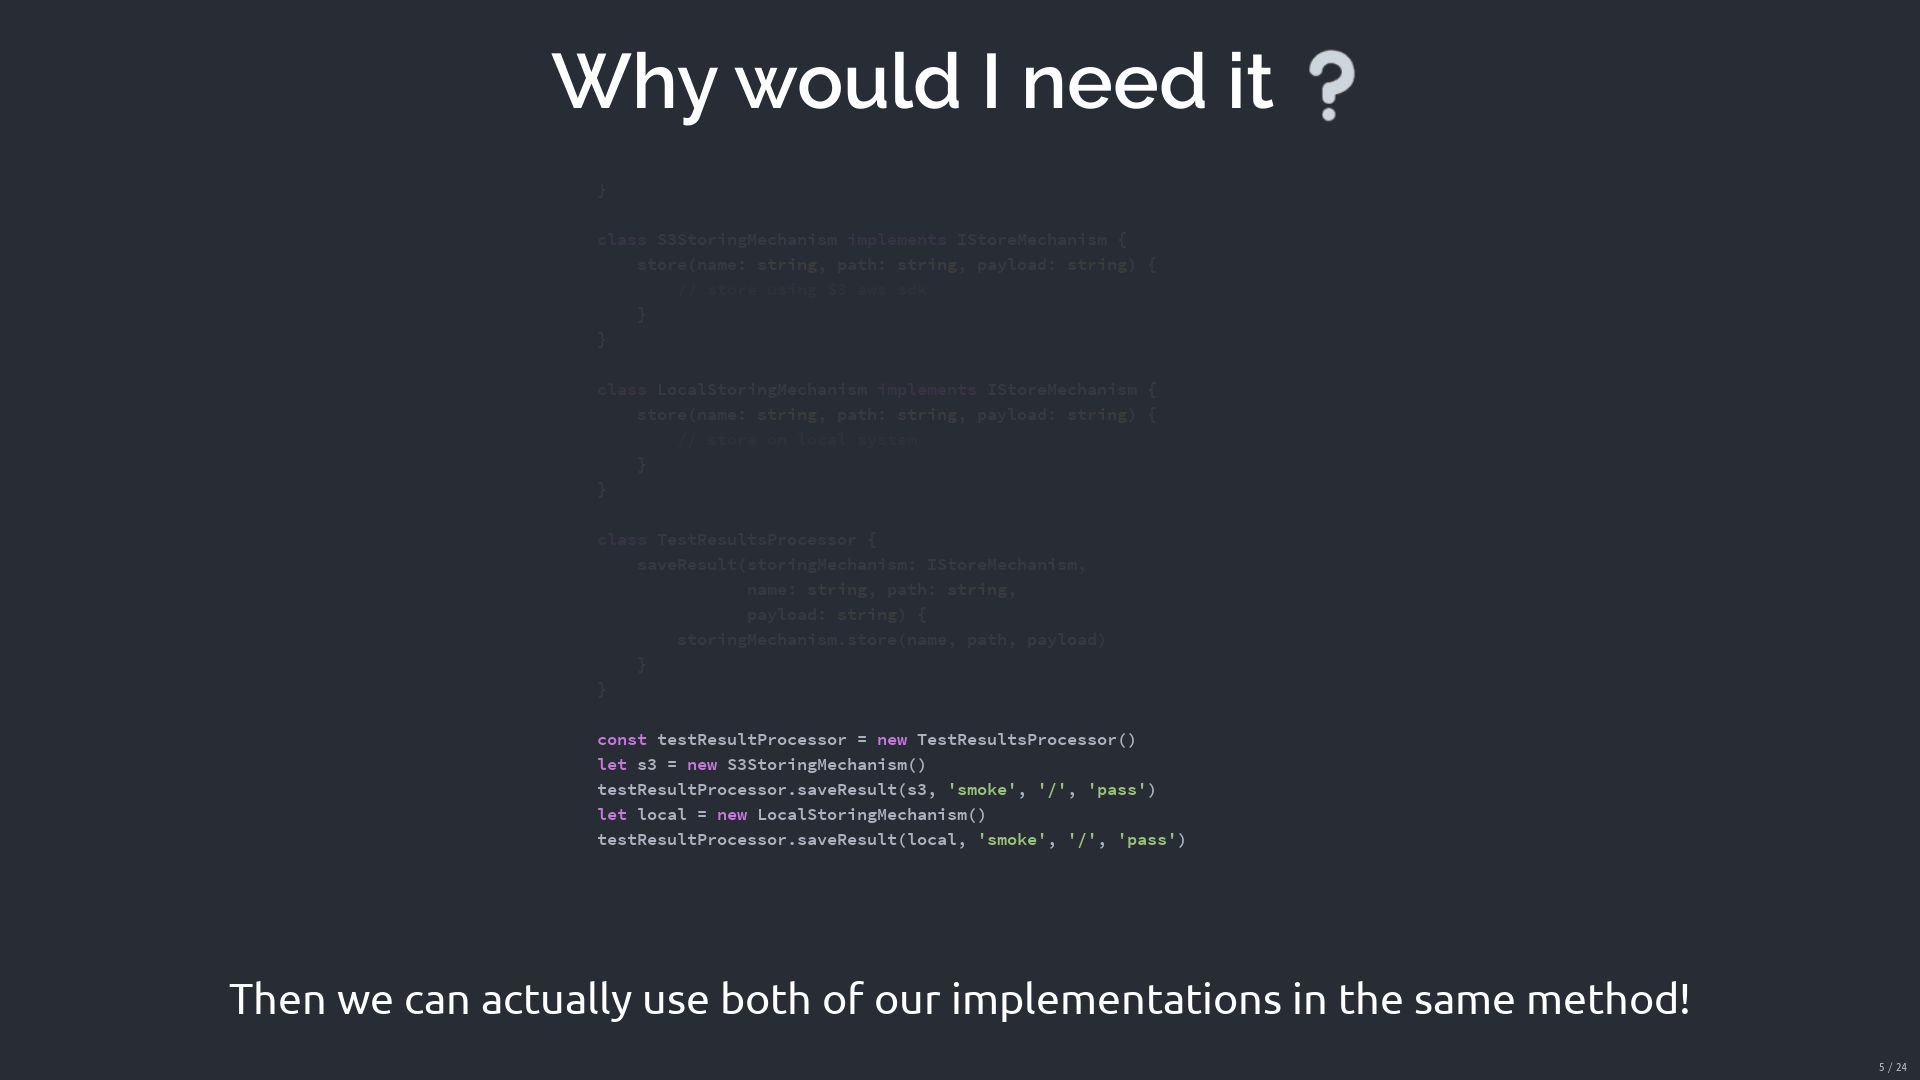 Why would I need it ❔
}
class S3StoringMechanism implements IStoreMechanism {
    store(name: string, path: string, payload: string) {
        // store using S3 aws sdk
    }
}
class LocalStoringMechanism implements IStoreMechanism {
    store(name: string, path: string, payload: string) {
        // store on local system
    }
}
class TestResultsProcessor {
    saveResult(storingMechanism: IStoreMechanism,
               name: string, path: string,
               payload: string) {
        storingMechanism.store(name, path, payload)
    }
}
const testResultProcessor = new TestResultsProcessor()
let s3 = new S3StoringMechanism()
testResultProcessor.saveResult(s3, 'smoke', '/', 'pass')
let local = new LocalStoringMechanism()
testResultProcessor.saveResult(local, 'smoke', '/', 'pass')
Then we can actually use both of our implementations in the same method!
5 / 24